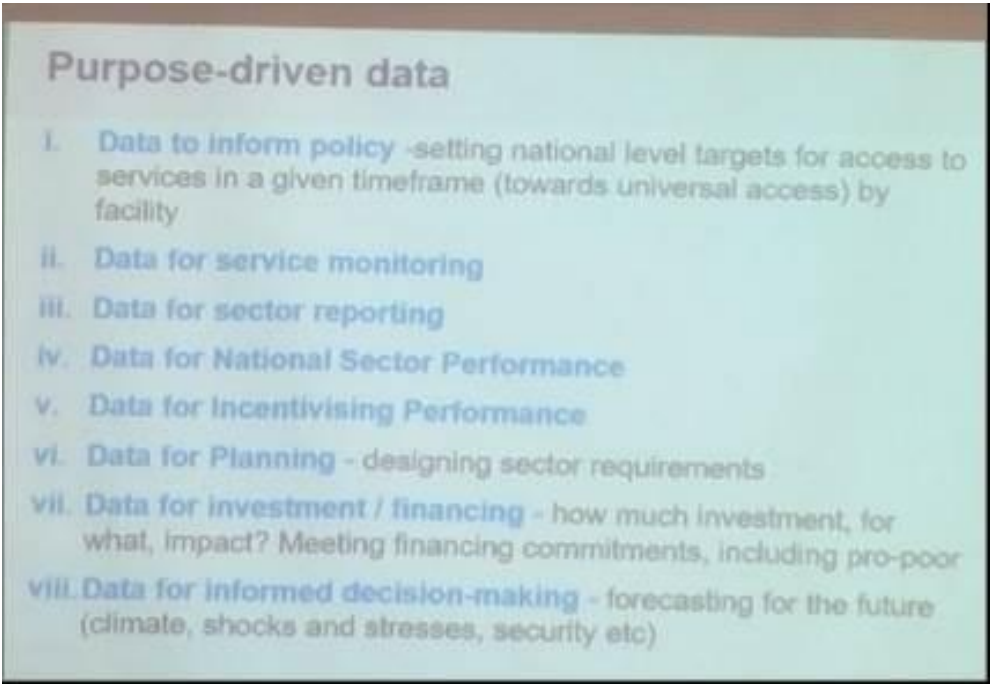 Purpose-driven data
i. Data to inform policy -setting national level targets for access to
services in a given timeframe (towards universal access) by
facility
ii. Data for service monitoring
iii. Data for sector reporting
iv. Data for National Sector Performance
v. Data for Incentivising Performance
vi. Data for Planning - designing sector requirements
vii. Data for investment / financing - how much investment, for
what, impact? Meeting financing commitments, including pro-poor
viii. Data for informed decision-making - forecasting for the future
(climate, shocks and stresses, security etc)